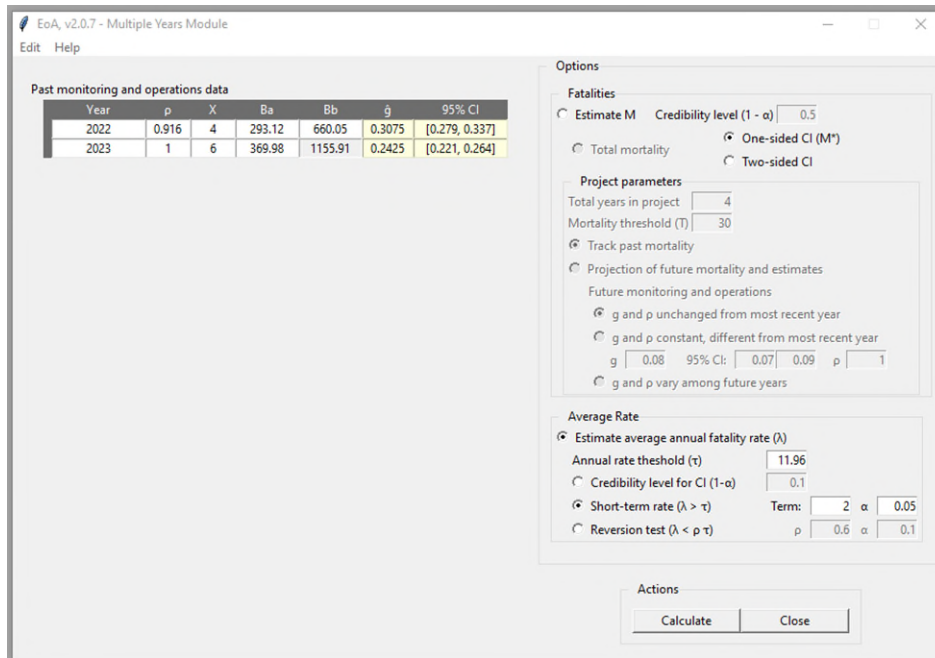 EoA, v2.0.7 - Multiple Years Module
Edit Help
Past monitoring and operations data
Year ρ X Ba Bb ĝ 95% CI
2022 0.916 4 293.12 660.05 0.3075 [0.279, 0.337]
2023 1 6 369.98 1155.91 0.2425 [0.221, 0.264]
Options
Fatalities
Estimate M Credibility level (1 - α) 0.5
One-sided CI (M*)
Total mortality
Two-sided CI
Project parameters
Total years in project 4
Mortality threshold (T) 30
Track past mortality
Projection of future mortality and estimates
Future monitoring and operations
g and ρ unchanged from most recent year
g and ρ constant, different from most recent year
g 0.08 95% CI: 0.07 0.09 ρ 1
g and ρ vary among future years
Average Rate
Estimate average annual fatality rate (λ)
Annual rate theshold (τ) 11.96
Credibility level for CI (1-α) 0.1
Short-term rate (λ > τ) Term: 2 α 0.05
Reversion test (λ < ρ τ) ρ 0.6 α 0.1
Actions
Calculate Close